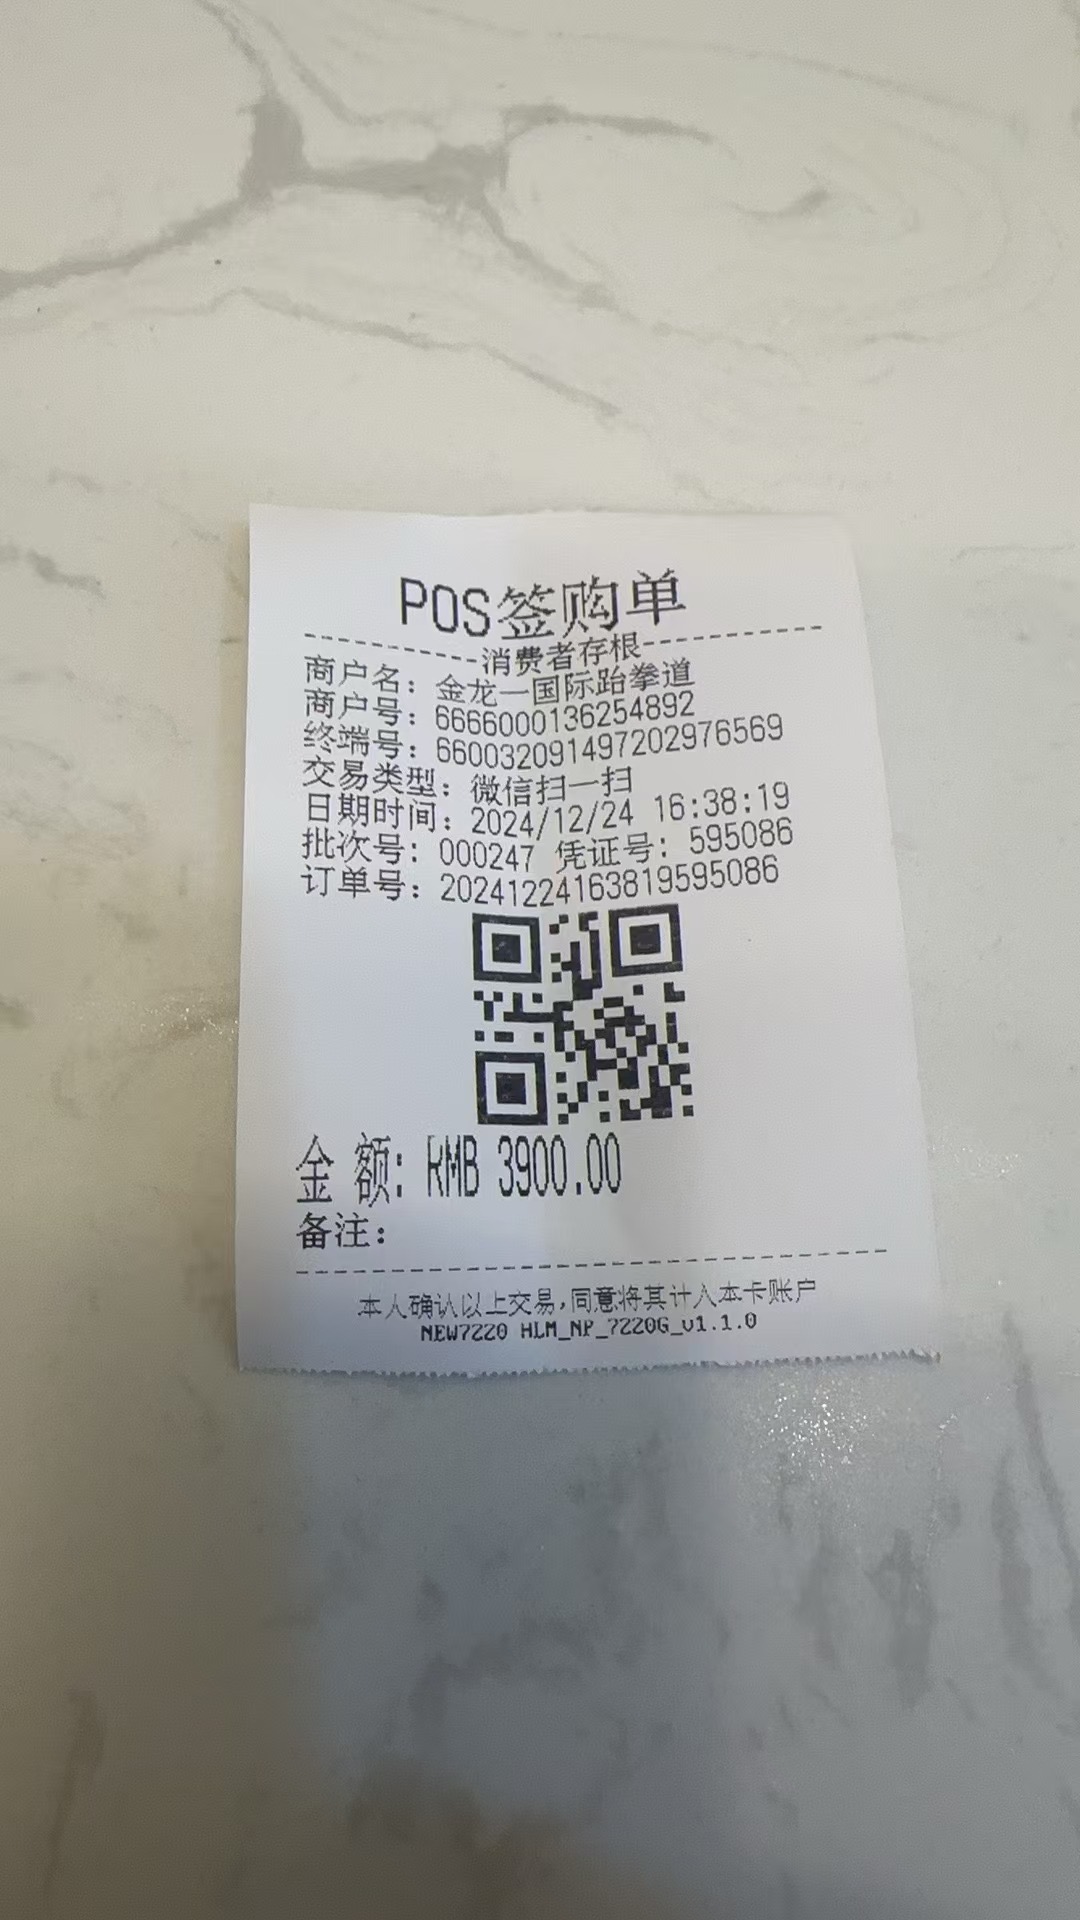 POS签购单
消费者存根
商户名：金龙一国际跆拳道
商户号：6666000136254892
终端号：660032091497202976569
交易类型：微信扫一扫
日期时间：2024/12/24 16:38:19
批次号：000247 凭证号：595086
订单号：20241224163819595086
金 额：RMB 3900.00
备注：
本人确认以上交易,同意将其计入本卡账户
NEW7220 HLM_NP_7220G_v1.1.0